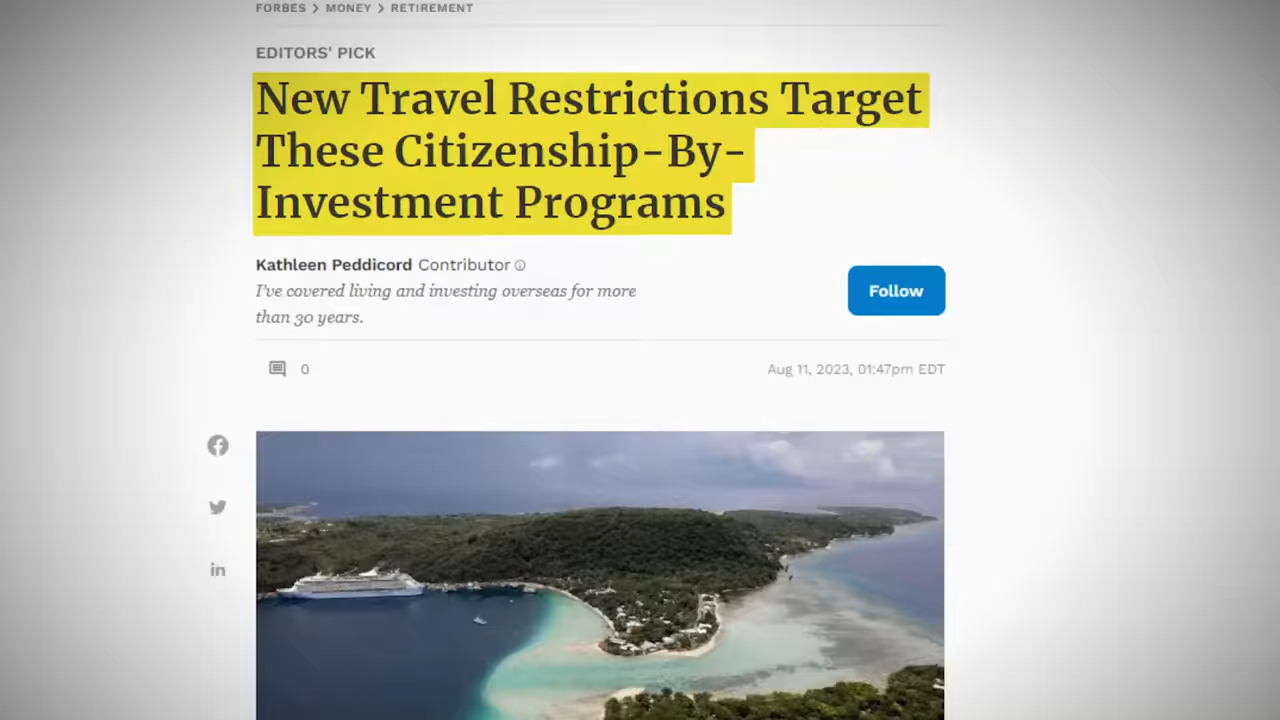 FORBES > MONEY > RETIREMENT
EDITORS' PICK
New Travel Restrictions Target
These Citizenship-By-
Investment Programs
Kathleen Peddicord Contributor
I've covered living and investing overseas for more
than 30 years.
Follow
0
Aug 11, 2023, 01:47pm EDT